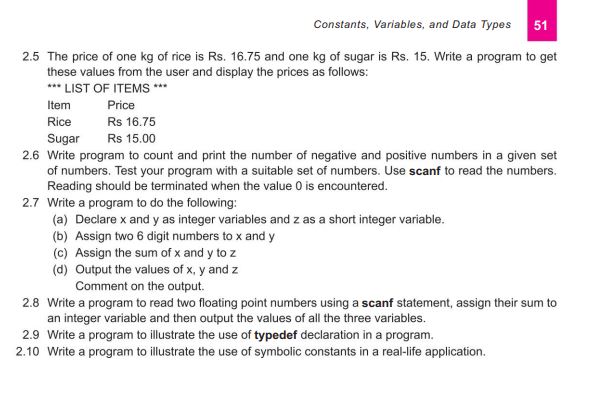 Constants, Variables, and Data Types 51
2.5 The price of one kg of rice is Rs. 16.75 and one kg of sugar is Rs. 15. Write a program to get
these values from the user and display the prices as follows:
*** LIST OF ITEMS ***
Item Price
Rice Rs 16.75
Sugar Rs 15.00
2.6 Write program to count and print the number of negative and positive numbers in a given set
of numbers. Test your program with a suitable set of numbers. Use scanf to read the numbers.
Reading should be terminated when the value 0 is encountered.
2.7 Write a program to do the following:
(a) Declare x and y as integer variables and z as a short integer variable.
(b) Assign two 6 digit numbers to x and y
(c) Assign the sum of x and y to z
(d) Output the values of x, y and z
Comment on the output.
2.8 Write a program to read two floating point numbers using a scanf statement, assign their sum to
an integer variable and then output the values of all the three variables.
2.9 Write a program to illustrate the use of typedef declaration in a program.
2.10 Write a program to illustrate the use of symbolic constants in a real-life application.